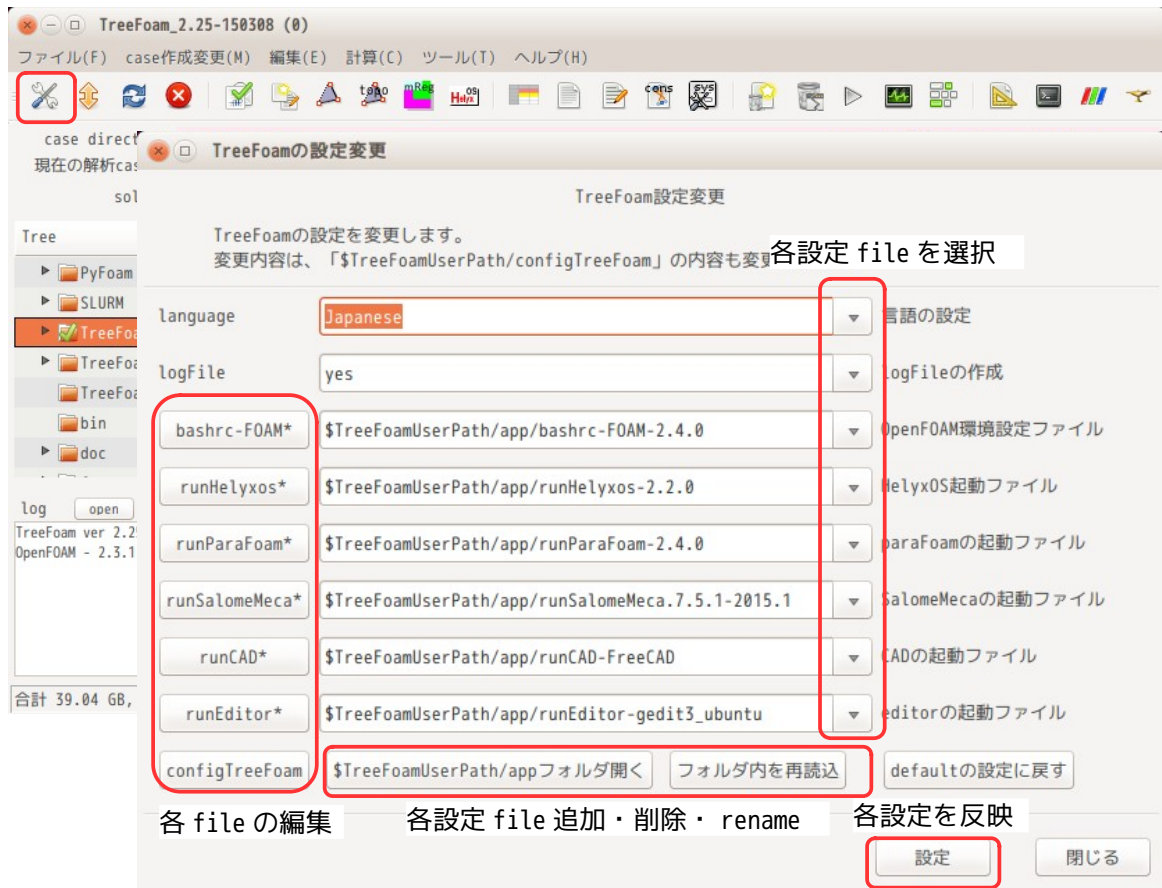 TreeFoam_2.25-150308 (0)
ファイル(F) case作成変更(M) 編集(E) 計算(C) ツール(T) ヘルプ(H)
topo mReg OS Helyx cons SYS
case direct
現在の解析cas
sol
TreeFoamの設定変更
TreeFoam設定変更
TreeFoamの設定を変更します。
変更内容は、「$TreeFoamUserPath/configTreeFoam」の内容も変更
各設定 file を選択
Tree
PyFoam
SLURM
TreeFoa
TreeFoa
TreeFoa
bin
doc
log open
TreeFoam ver 2.2
OpenFOAM - 2.3.1
合計 39.04 GB,
language Japanese 言語の設定
logFile yes logFileの作成
bashrc-FOAM* $TreeFoamUserPath/app/bashrc-FOAM-2.4.0 OpenFOAM環境設定ファイル
runHelyxos* $TreeFoamUserPath/app/runHelyxos-2.2.0 HelyxOS起動ファイル
runParaFoam* $TreeFoamUserPath/app/runParaFoam-2.4.0 paraFoamの起動ファイル
runSalomeMeca* $TreeFoamUserPath/app/runSalomeMeca.7.5.1-2015.1 SalomeMecaの起動ファイル
runCAD* $TreeFoamUserPath/app/runCAD-FreeCAD CADの起動ファイル
runEditor* $TreeFoamUserPath/app/runEditor-gedit3_ubuntu editorの起動ファイル
configTreeFoam $TreeFoamUserPath/appフォルダ開く フォルダ内を再読込 defaultの設定に戻す
各 file の編集 各設定 file 追加・削除・ rename 各設定を反映
設定 閉じる